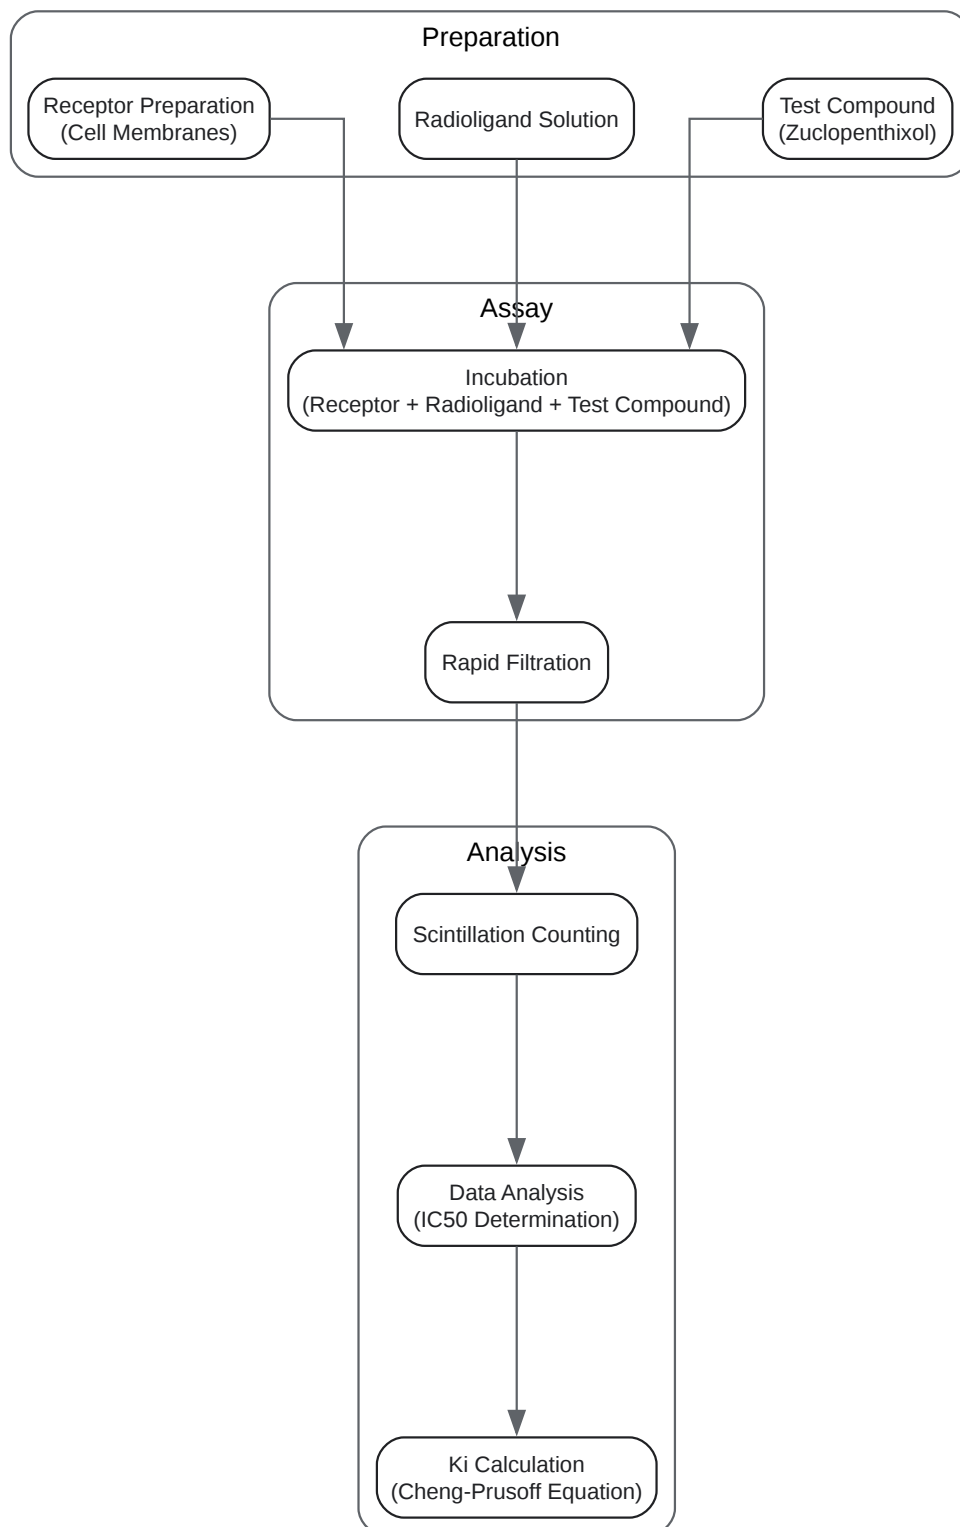 Preparation
Receptor Preparation
(Cell Membranes)
Radioligand Solution
Test Compound
(Zuclopenthixol)
Assay
Incubation
(Receptor + Radioligand + Test Compound)
Rapid Filtration
Analysis
Scintillation Counting
Data Analysis
(IC50 Determination)
Ki Calculation
(Cheng-Prusoff Equation)